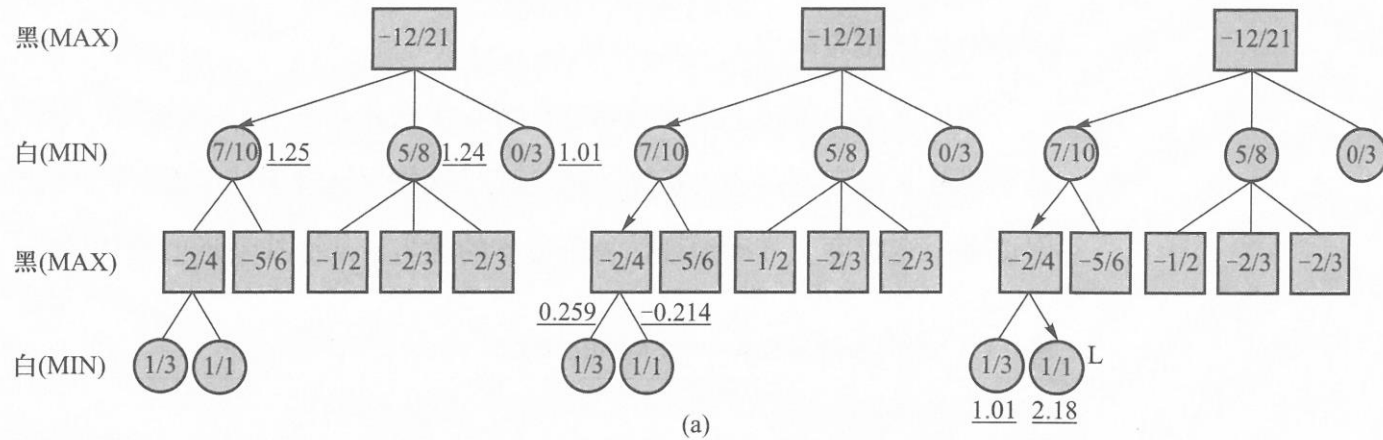 黑(MAX) −12/21 −12/21 −12/21
白(MIN) 7/10 1.25 5/8 1.24 0/3 1.01 7/10 5/8 0/3 7/10 5/8 0/3
黑(MAX) −2/4 −5/6 −1/2 −2/3 −2/3 −2/4 −5/6 −1/2 −2/3 −2/3 −2/4 −5/6 −1/2 −2/3 −2/3
0.259 −0.214
白(MIN) 1/3 1/1 1/3 1/1 1/3 1/1 L
1.01 2.18
(a)